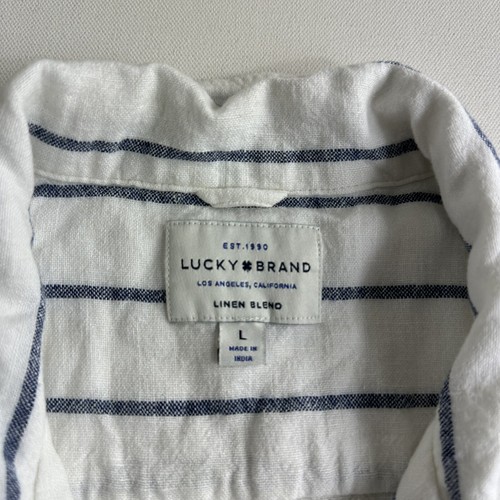 EST.1990
LUCKY BRAND
LOS ANGELES, CALIFORNIA
LINEN BLEND
L
MADE IN
INDIA